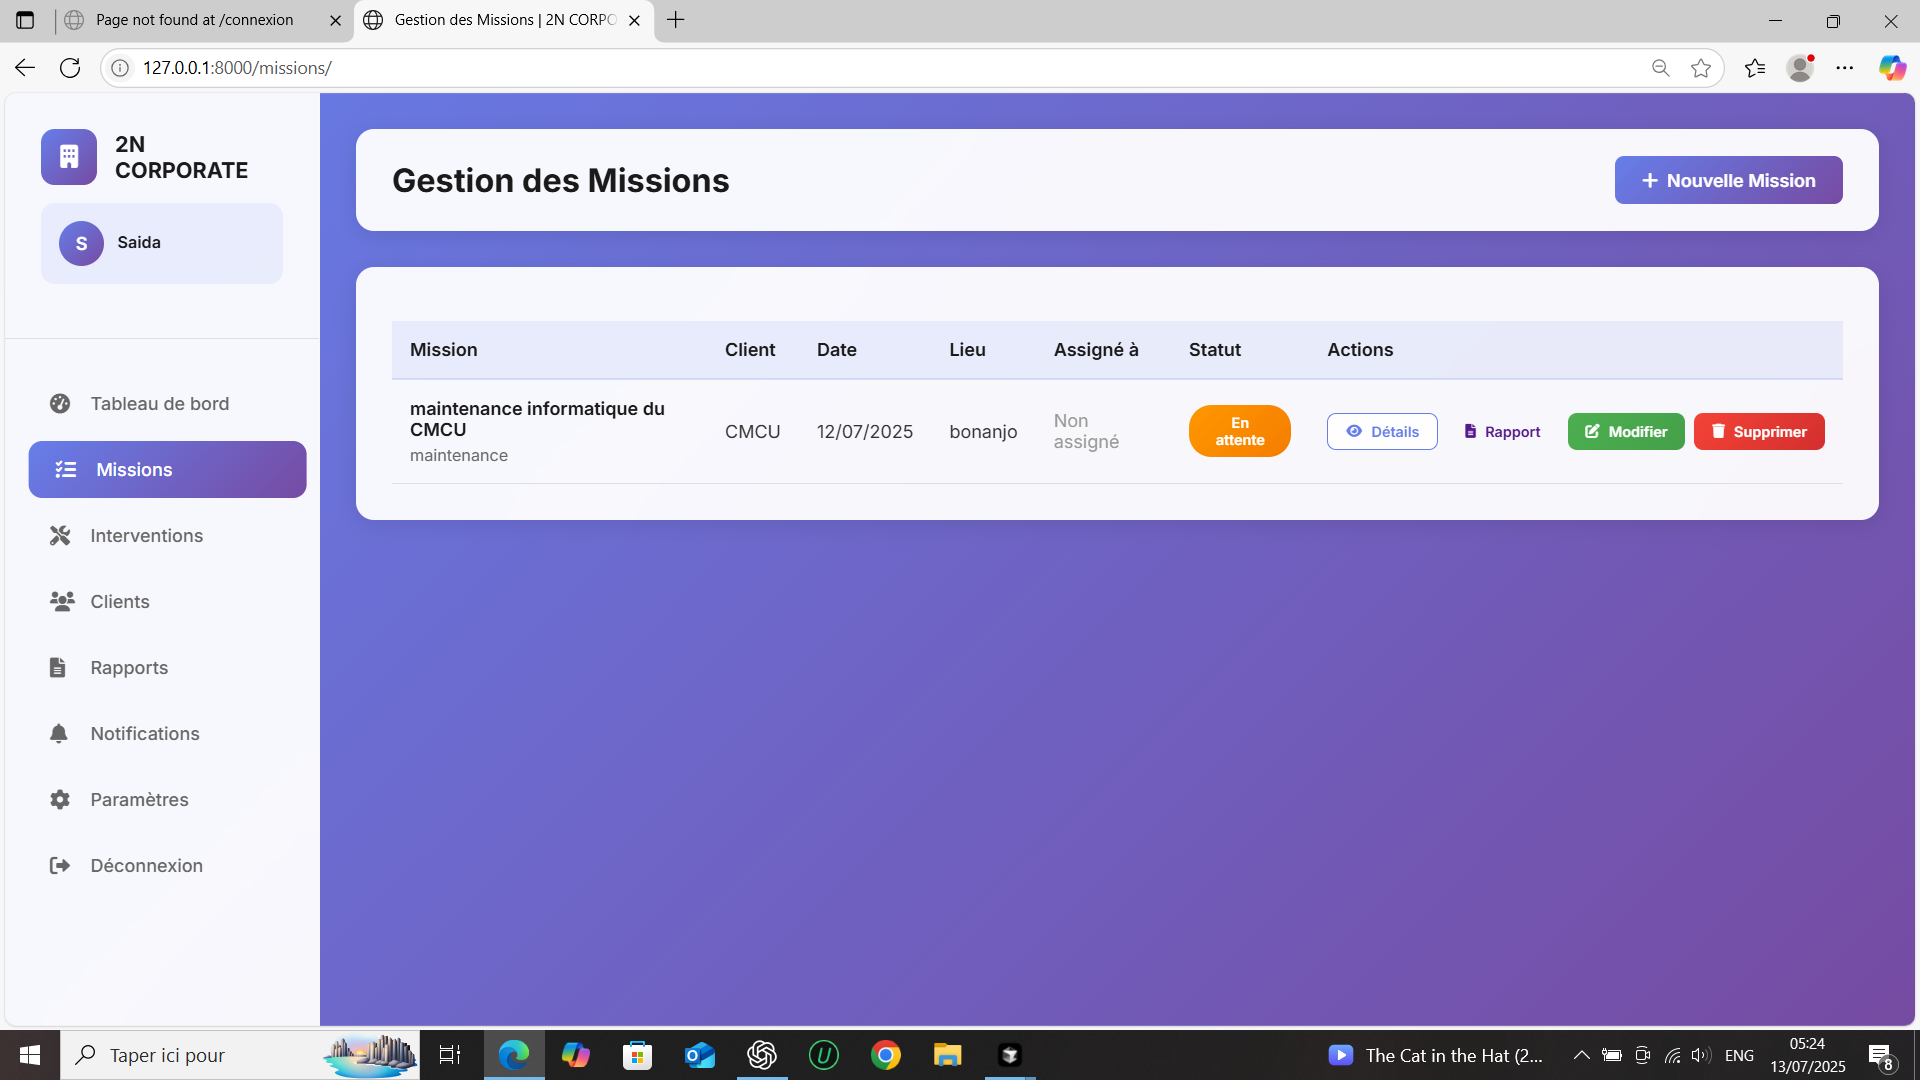 Page not found at /connexion
Gestion des Missions | 2N CORPO
127.0.0.1:8000/missions/
2N
CORPORATE
S
Saida
Tableau de bord
Missions
Interventions
Clients
Rapports
Notifications
Paramètres
Déconnexion
Gestion des Missions
Nouvelle Mission
Mission
Client
Date
Lieu
Assigné à
Statut
Actions
maintenance informatique du
CMCU
maintenance
CMCU
12/07/2025
bonanjo
Non
assigné
En
attente
Détails
Rapport
Modifier
Supprimer
Taper ici pour
The Cat in the Hat (2...
ENG
05:24
13/07/2025
8